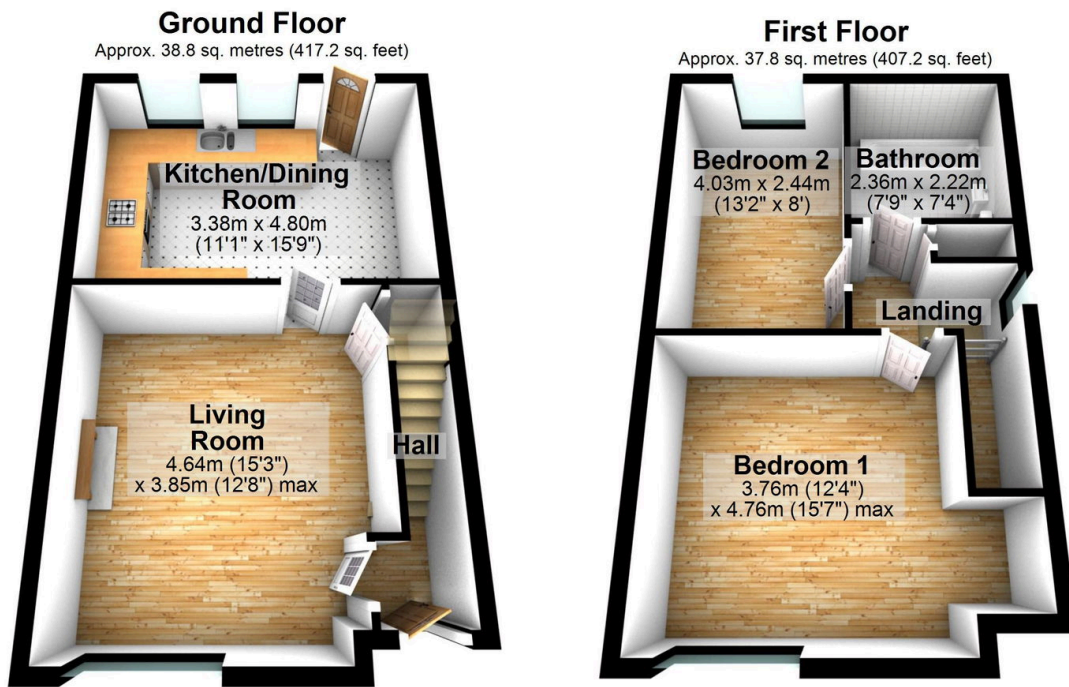 Ground Floor
Approx. 38.8 sq. metres (417.2 sq. feet)
Kitchen/Dining
Room
3.38m x 4.80m
(11'1" x 15'9")
Living
Room
4.64m (15'3")
x 3.85m (12'8") max
Hall
First Floor
Approx. 37.8 sq. metres (407.2 sq. feet)
Bedroom 2
4.03m x 2.44m
(13'2" x 8')
Bathroom
2.36m x 2.22m
(7'9" x 7'4")
Landing
Bedroom 1
3.76m (12'4")
x 4.76m (15'7") max